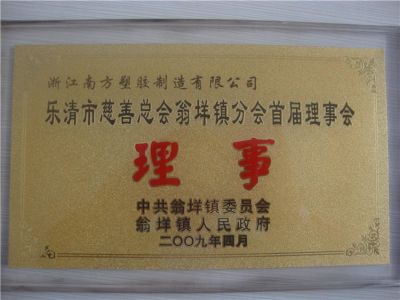 浙江南方塑胶制造有限公司
乐清市慈善总会翁垟镇分会首届理事会
理事
中共翁垟镇委员会
翁垟镇人民政府
二〇〇九年四月